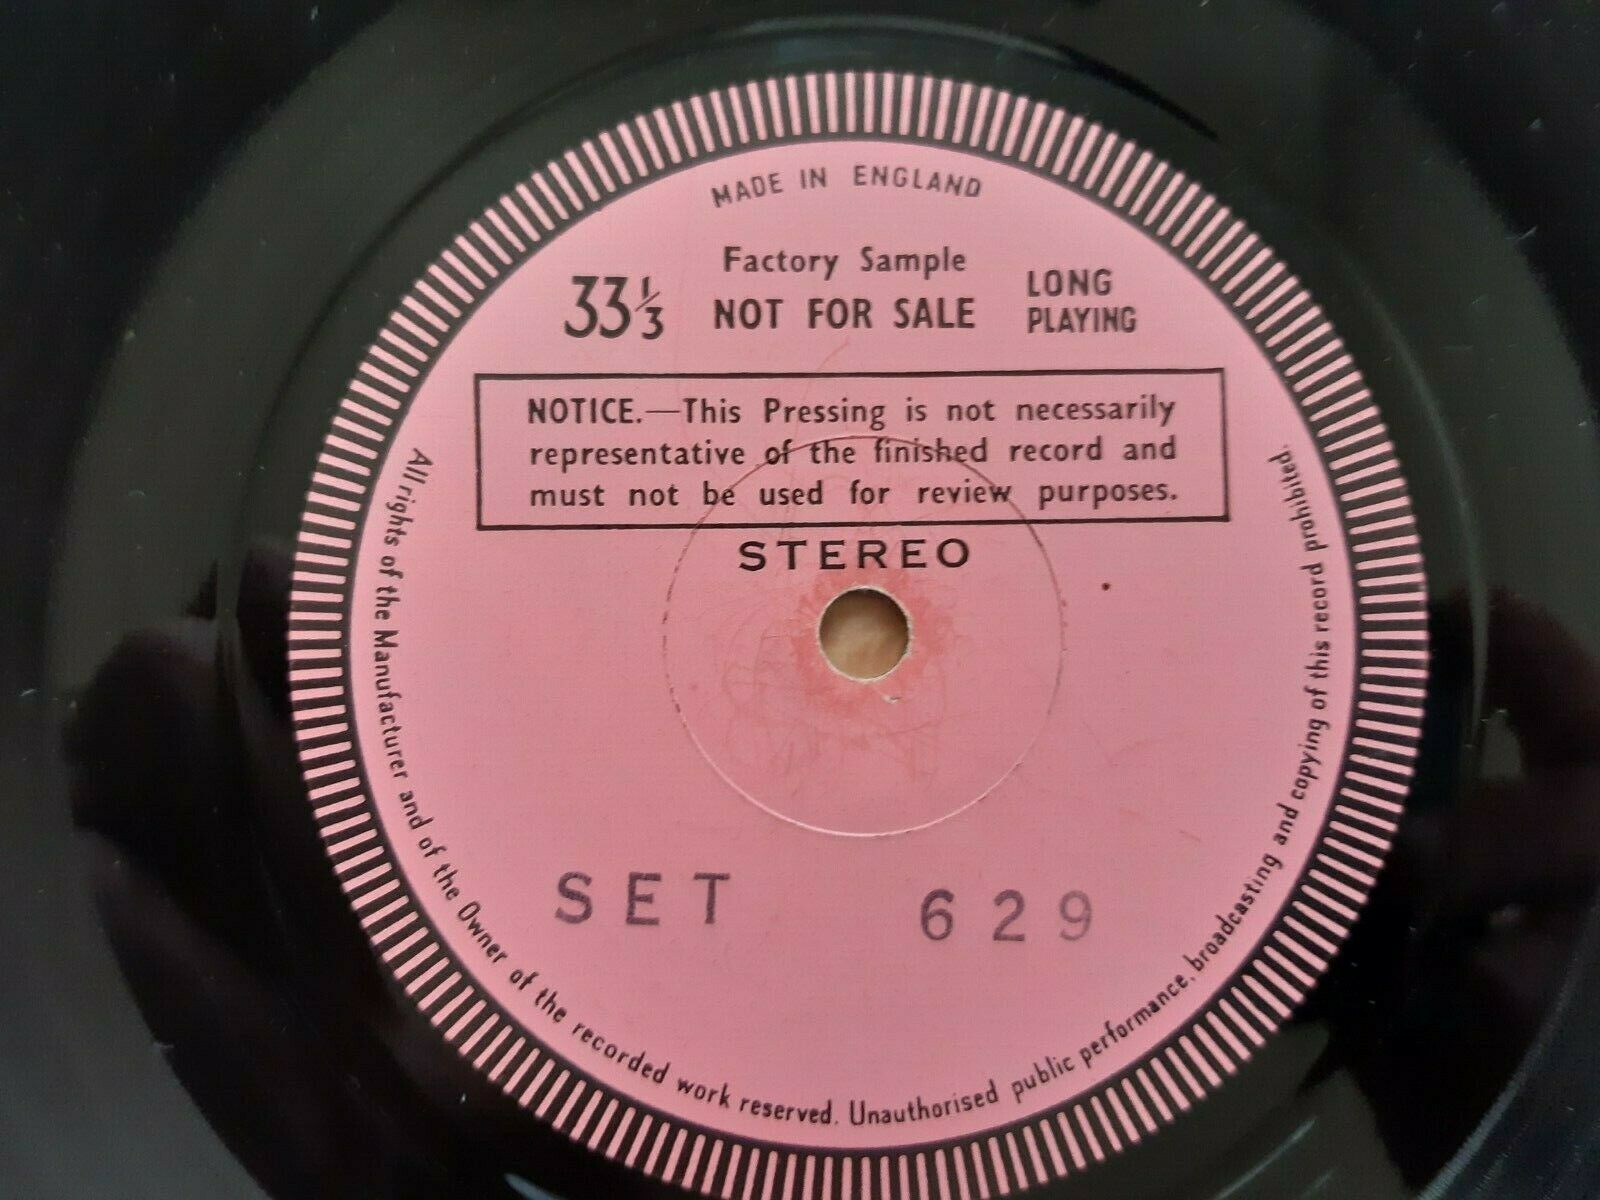 MADE IN ENGLAND
Factory Sample
33⅓
NOT FOR SALE
LONG
PLAYING
NOTICE.—This Pressing is not necessarily
representative of the finished record and
must not be used for review purposes.
STEREO
SET 629
All rights of the Manufacturer and of the Owner of the recorded work reserved. Unauthorised public performance, broadcasting and copying of this record prohibited.